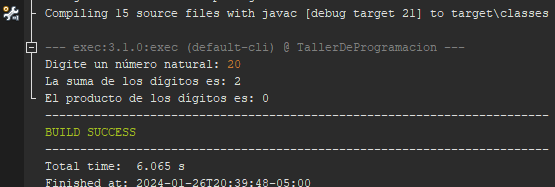 Compiling 15 source files with javac [debug target 21] to target\classes
--- exec:3.1.0:exec (default-cli) @ TallerDeProgramacion ---
Digite un número natural: 20
La suma de los dígitos es: 2
El producto de los dígitos es: 0
------------------------------------------------------------------------
BUILD SUCCESS
------------------------------------------------------------------------
Total time:  6.065 s
Finished at: 2024-01-26T20:39:48-05:00